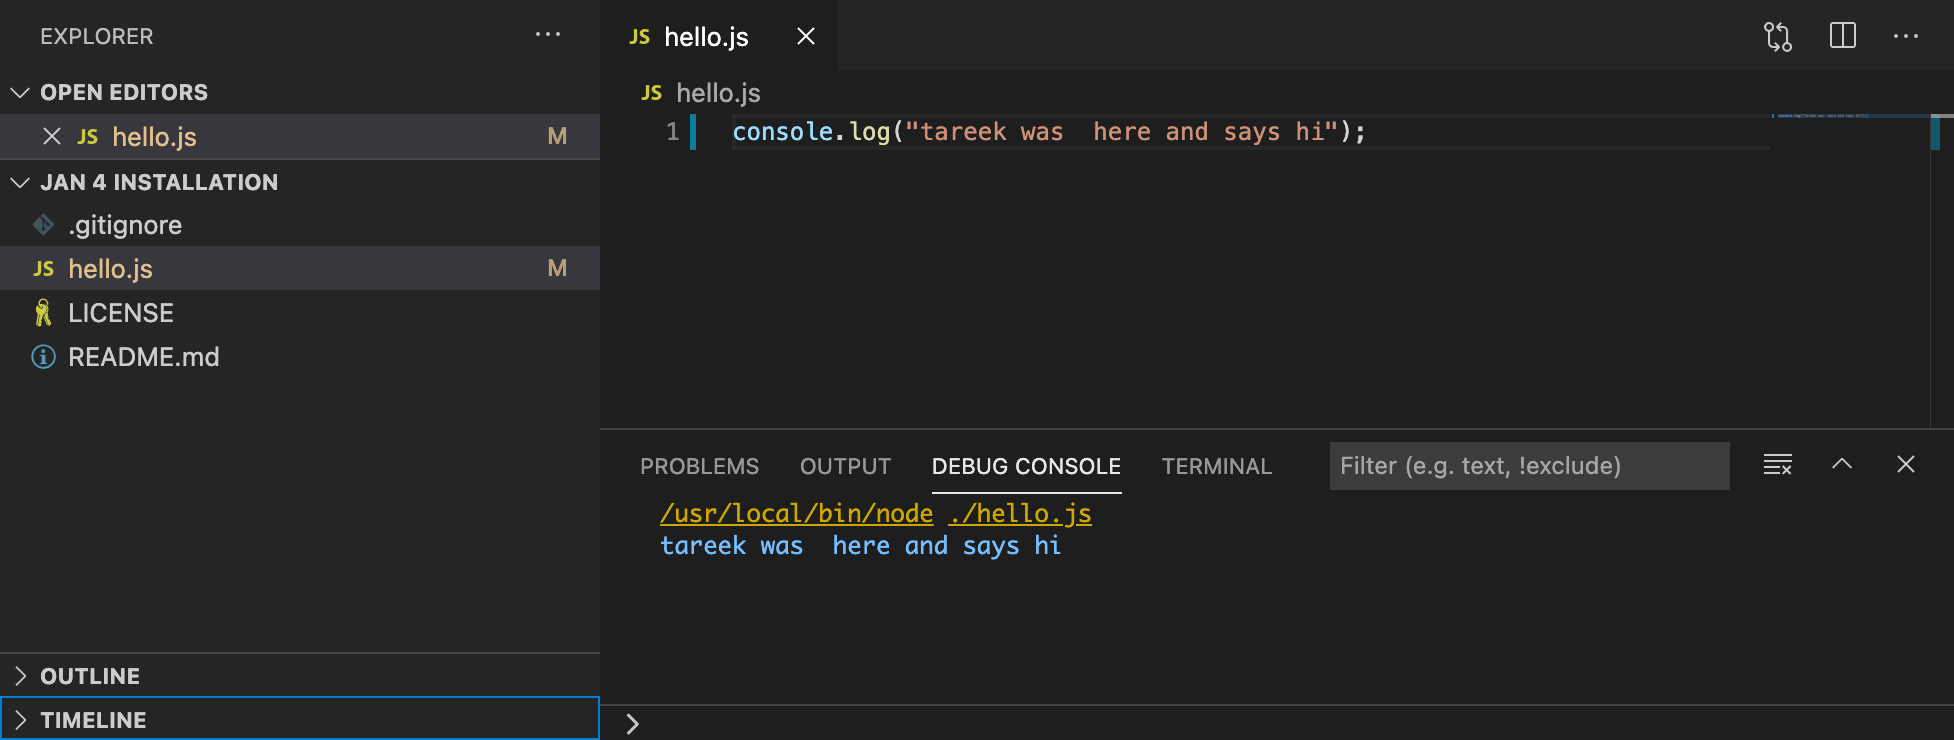 EXPLORER
OPEN EDITORS
JS hello.js M
JAN 4 INSTALLATION
.gitignore
JS hello.js M
LICENSE
README.md
OUTLINE
TIMELINE
JS hello.js
JS hello.js
1 console.log("tareek was  here and says hi");
PROBLEMS OUTPUT DEBUG CONSOLE TERMINAL Filter (e.g. text, !exclude)
/usr/local/bin/node ./hello.js
tareek was  here and says hi